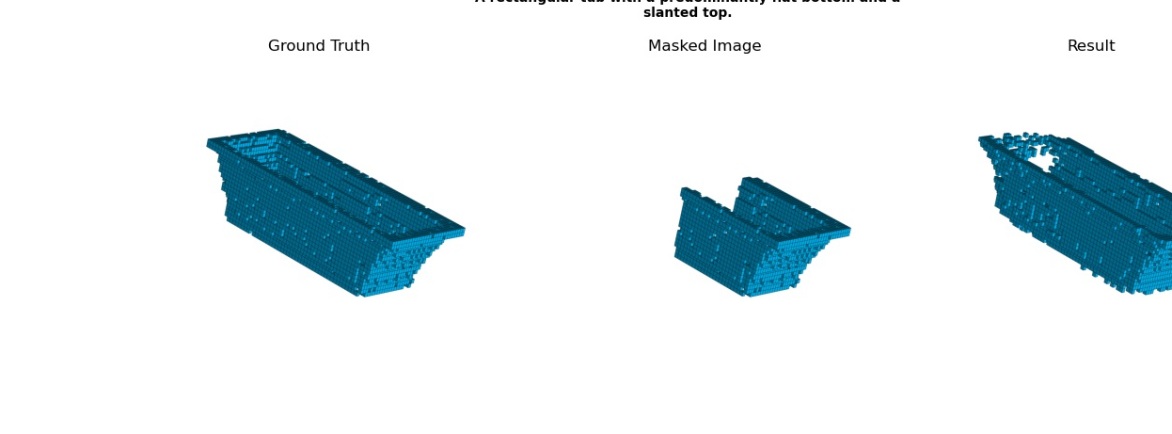 A rectangular tub with a predominantly flat bottom and a
slanted top.
Ground Truth
Masked Image
Result